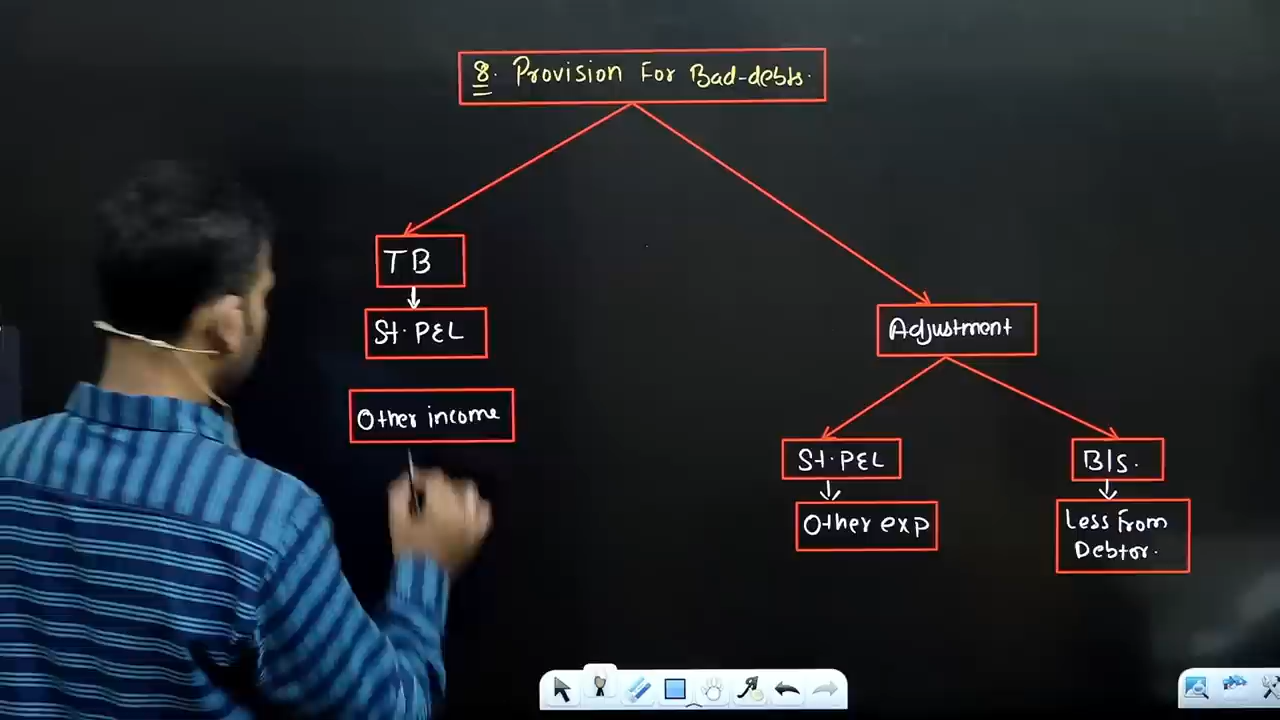 8. Provision For Bad-debts.
TB
St. P&L
Other income
Adjustment
St. P&L
Other exp
B/s.
Less From
Debtor.